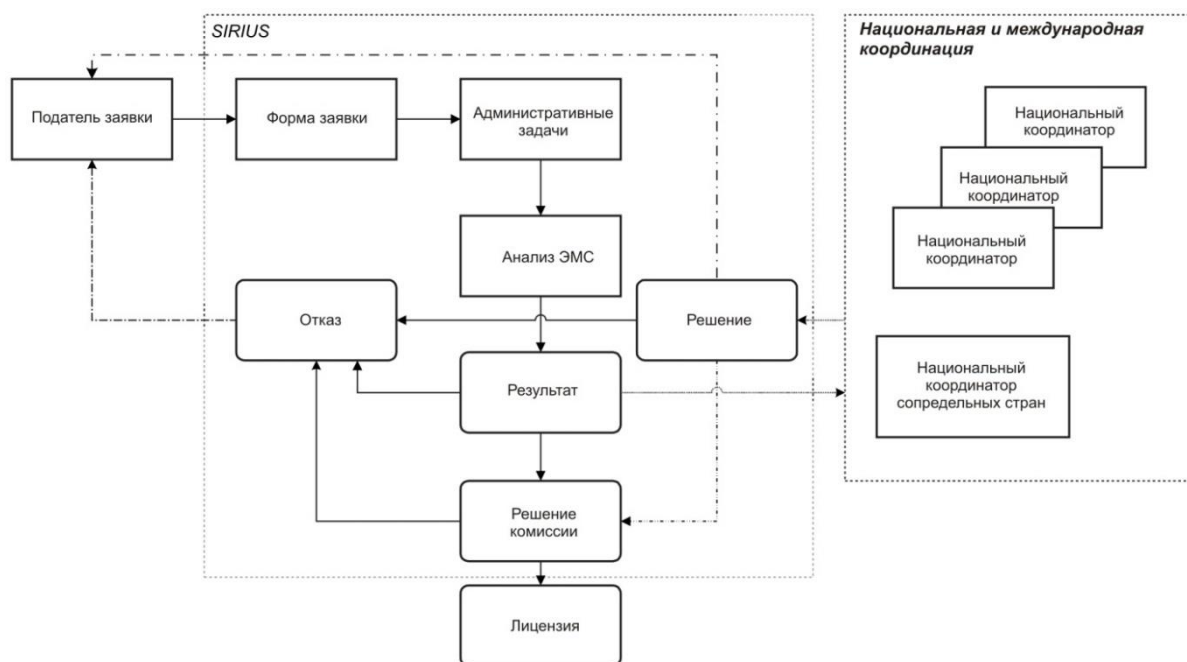 SIRIUS
Национальная и международная
координация
Податель заявки
Форма заявки
Административные
задачи
Национальный
координатор
Национальный
координатор
Национальный
координатор
Анализ ЭМС
Отказ
Решение
Результат
Национальный
координатор
сопредельных стран
Решение
комиссии
Лицензия